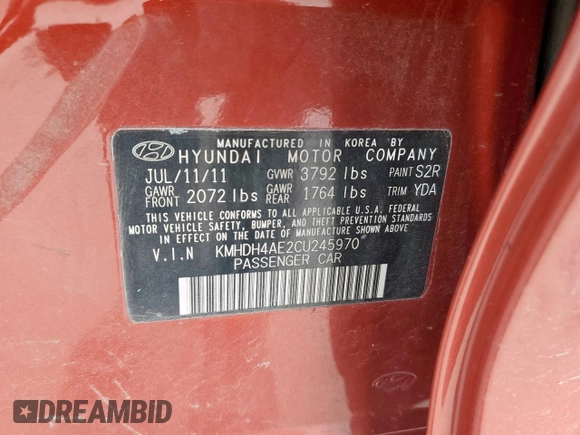 MANUFACTURED IN KOREA BY
HYUNDAI MOTOR COMPANY
JUL/11/11 GVWR 3792 lbs PAINT S2R
GAWR FRONT 2072 lbs GAWR REAR 1764 lbs TRIM YDA
THIS VEHICLE CONFORMS TO ALL APPLICABLE U.S.A. FEDERAL
MOTOR VEHICLE SAFETY, BUMPER, AND THEFT PREVENTION
STANDARDS IN EFFECT ON THE DATE OF MANUFACTURE SHOWN ABOVE.
V.I.N KMHDH4AE2CU245970
PASSENGER CAR
DREAMBID